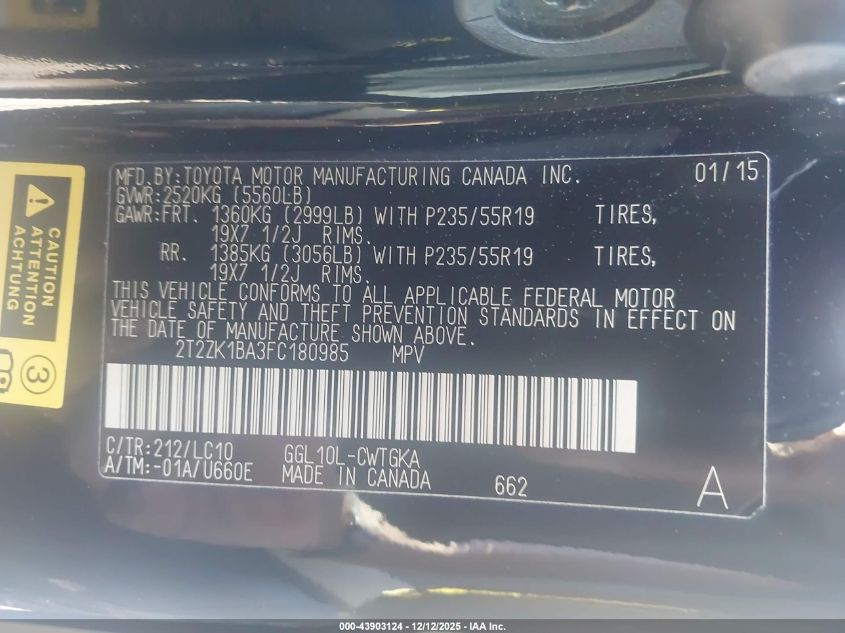 MFD. BY: TOYOTA MOTOR MANUFACTURING CANADA INC. 01/15
GVWR: 2520KG (5560LB)
GAWR: FRT. 1360KG (2999LB) WITH P235/55R19 TIRES,
19X7 1/2J RIMS.
RR. 1385KG (3056LB) WITH P235/55R19 TIRES,
19X7 1/2J RIMS.
THIS VEHICLE CONFORMS TO ALL APPLICABLE FEDERAL MOTOR
VEHICLE SAFETY AND THEFT PREVENTION STANDARDS IN EFFECT ON
THE DATE OF MANUFACTURE SHOWN ABOVE.
2T2ZK1BA3FC180985 MPV
C/TR: 212/LC10 GGL10L-CWTGKA
A/TM: -01A/U660E MADE IN CANADA 662 A
CAUTION
ATTENTION
ACHTUNG
3
000-43903124 - 12/12/2025 - IAA Inc.